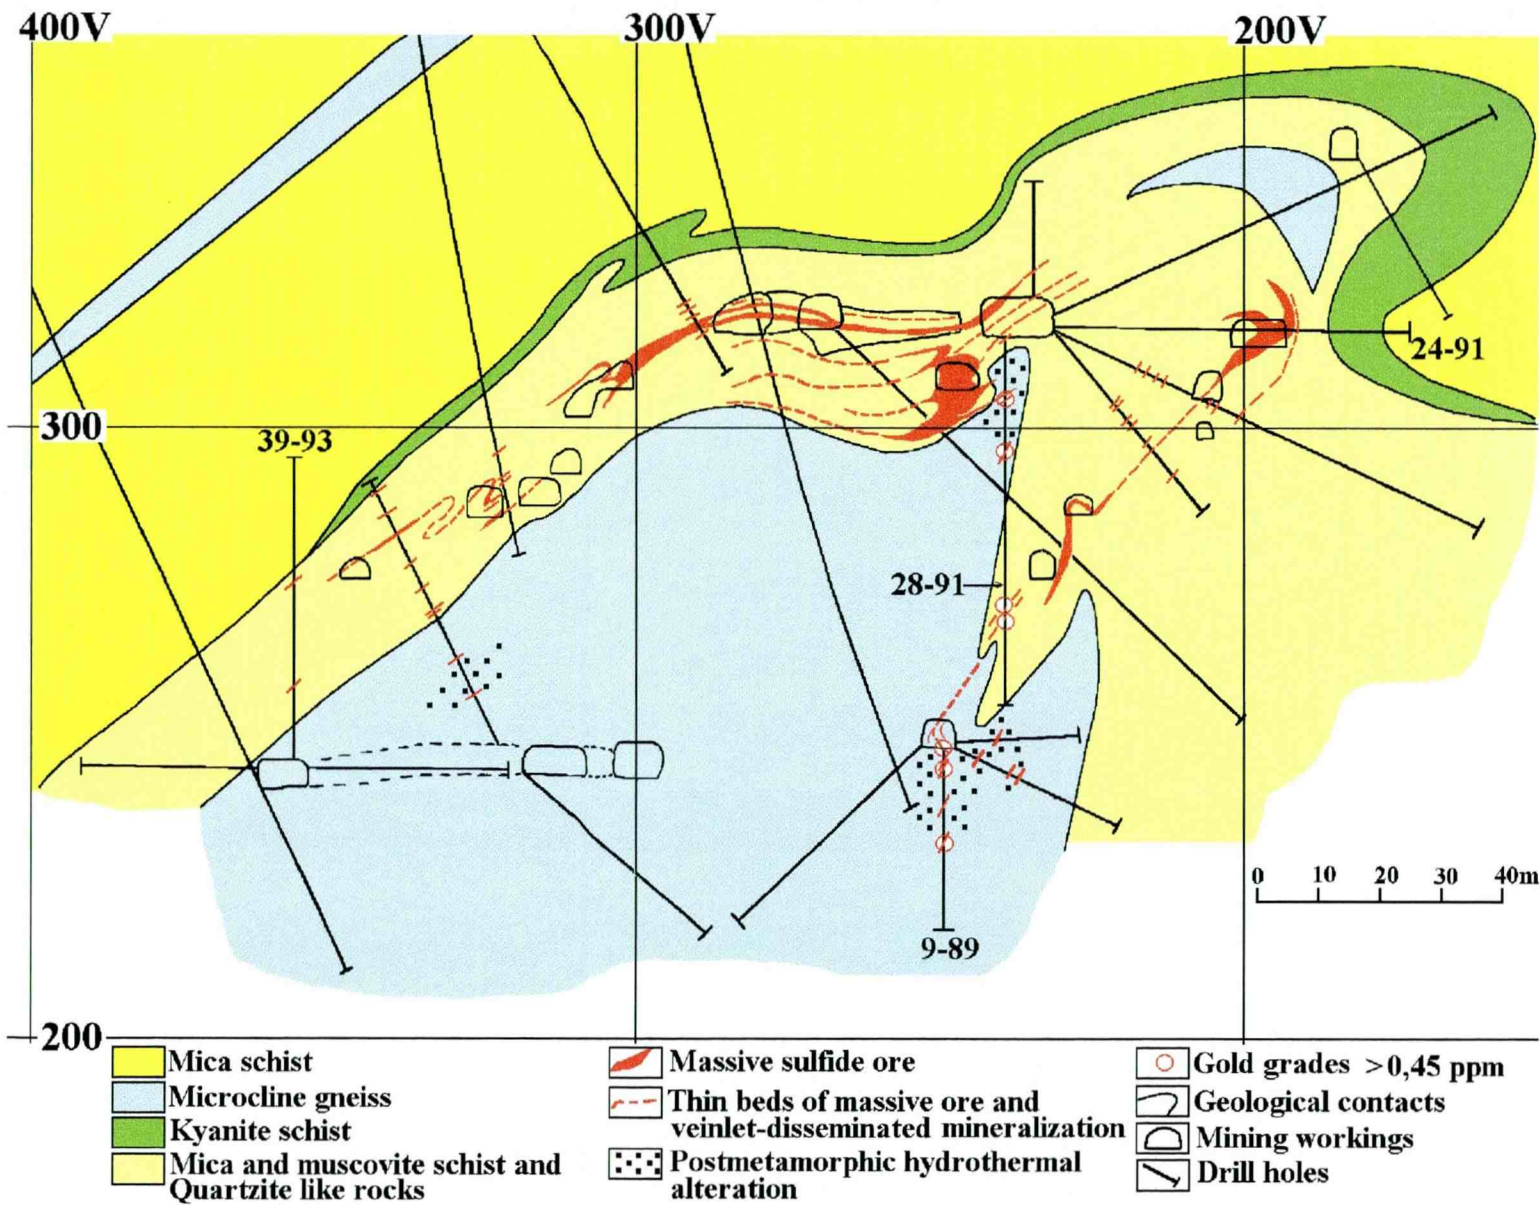 400V 300V 200V
24-91
300
39-93
28-91
9-89
0 10 20 30 40m
200
Mica schist
Microcline gneiss
Kyanite schist
Mica and muscovite schist and
Quartzite like rocks
Massive sulfide ore
Thin beds of massive ore and
veinlet-disseminated mineralization
Postmetamorphic hydrothermal
alteration
Gold grades >0,45 ppm
Geological contacts
Mining workings
Drill holes